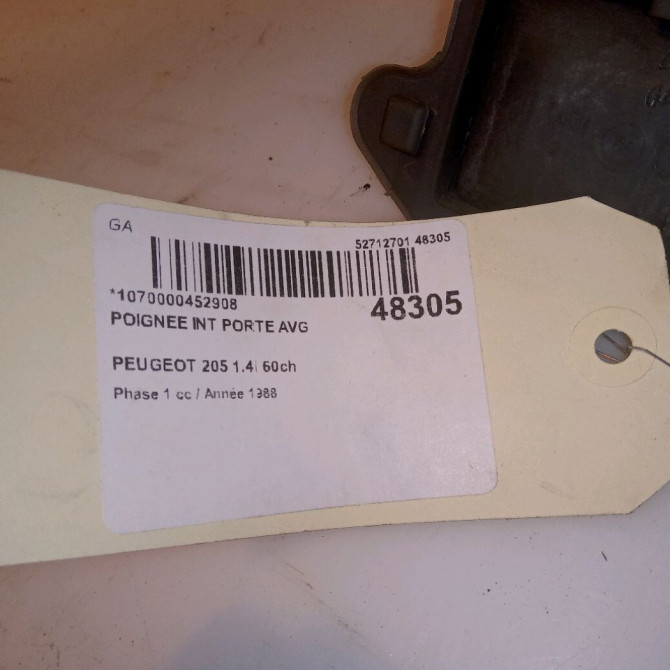 GA
52712701 48305
*1070000452908
48305
POIGNEE INT PORTE AVG
PEUGEOT 205 1.4i 60ch
Phase 1 cc / Année 1988